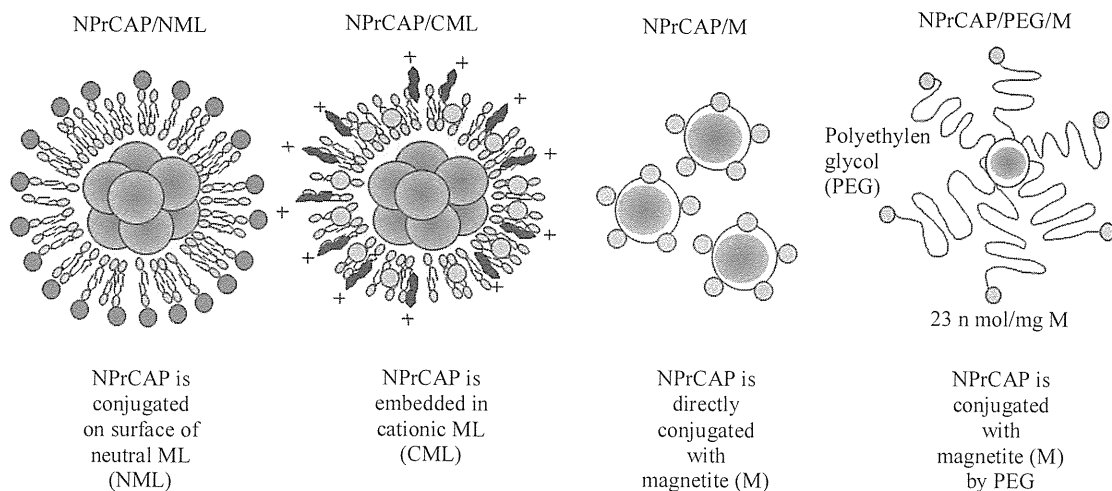 NPrCAP/NML
NPrCAP/CML
NPrCAP/M
NPrCAP/PEG/M
+
+
+
+
+
+
+
+
+
+
+
+
+
Polyethylen
glycol
(PEG)
23 n mol/mg M
NPrCAP is
conjugated
on surface of
neutral ML
(NML)
NPrCAP is
embedded in
cationic ML
(CML)
NPrCAP is
directly
conjugated
with
magnetite (M)
NPrCAP is
conjugated
with
magnetite (M)
by PEG